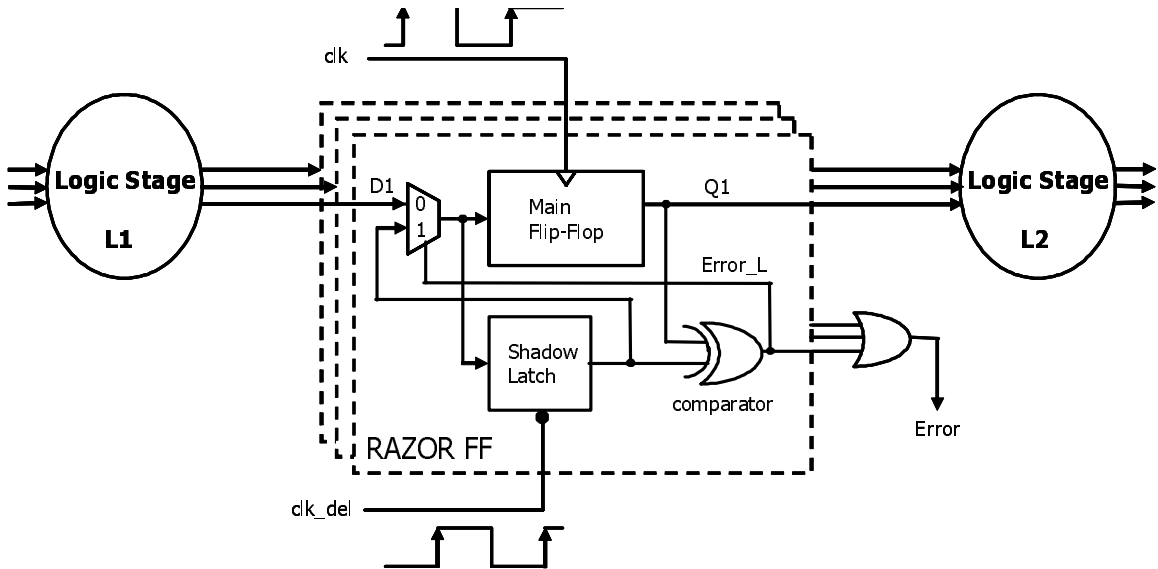 clk
Logic Stage
L1
D1
0
1
Main
Flip-Flop
Q1
Logic Stage
L2
Error_L
Shadow
Latch
comparator
Error
RAZOR FF
clk_del